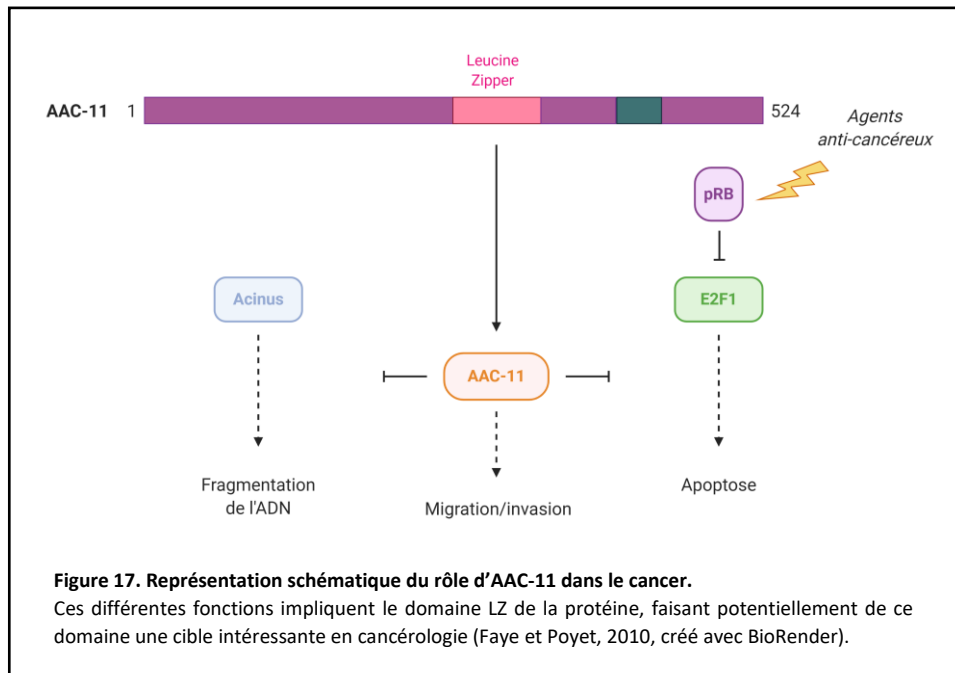 Leucine
Zipper
AAC-11 1 524
Agents
anti-cancéreux
pRB
Acinus
E2F1
AAC-11
Fragmentation
de l'ADN
Migration/invasion
Apoptose
Figure 17. Représentation schématique du rôle d’AAC-11 dans le cancer.
Ces différentes fonctions impliquent le domaine LZ de la protéine, faisant potentiellement de ce
domaine une cible intéressante en cancérologie (Faye et Poyet, 2010, créé avec BioRender).